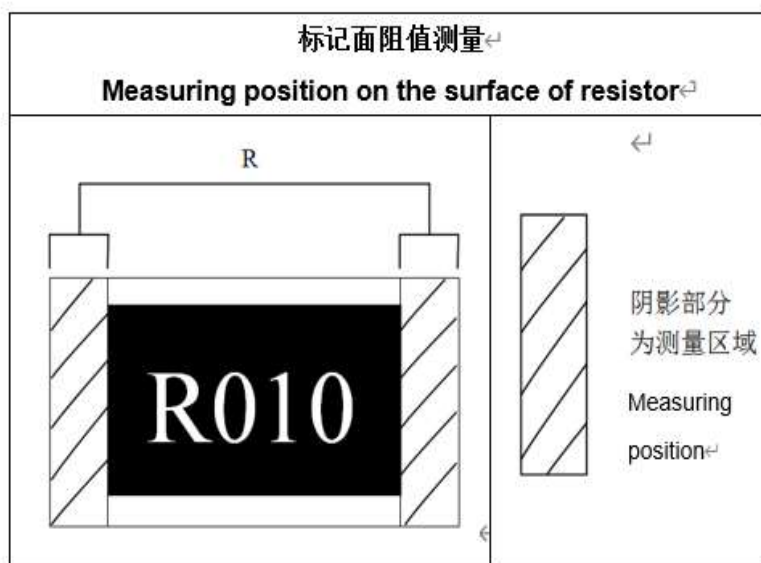 标记面阻值测量
Measuring position on the surface of resistor
R
R010
阴影部分
为测量区域
Measuring
position